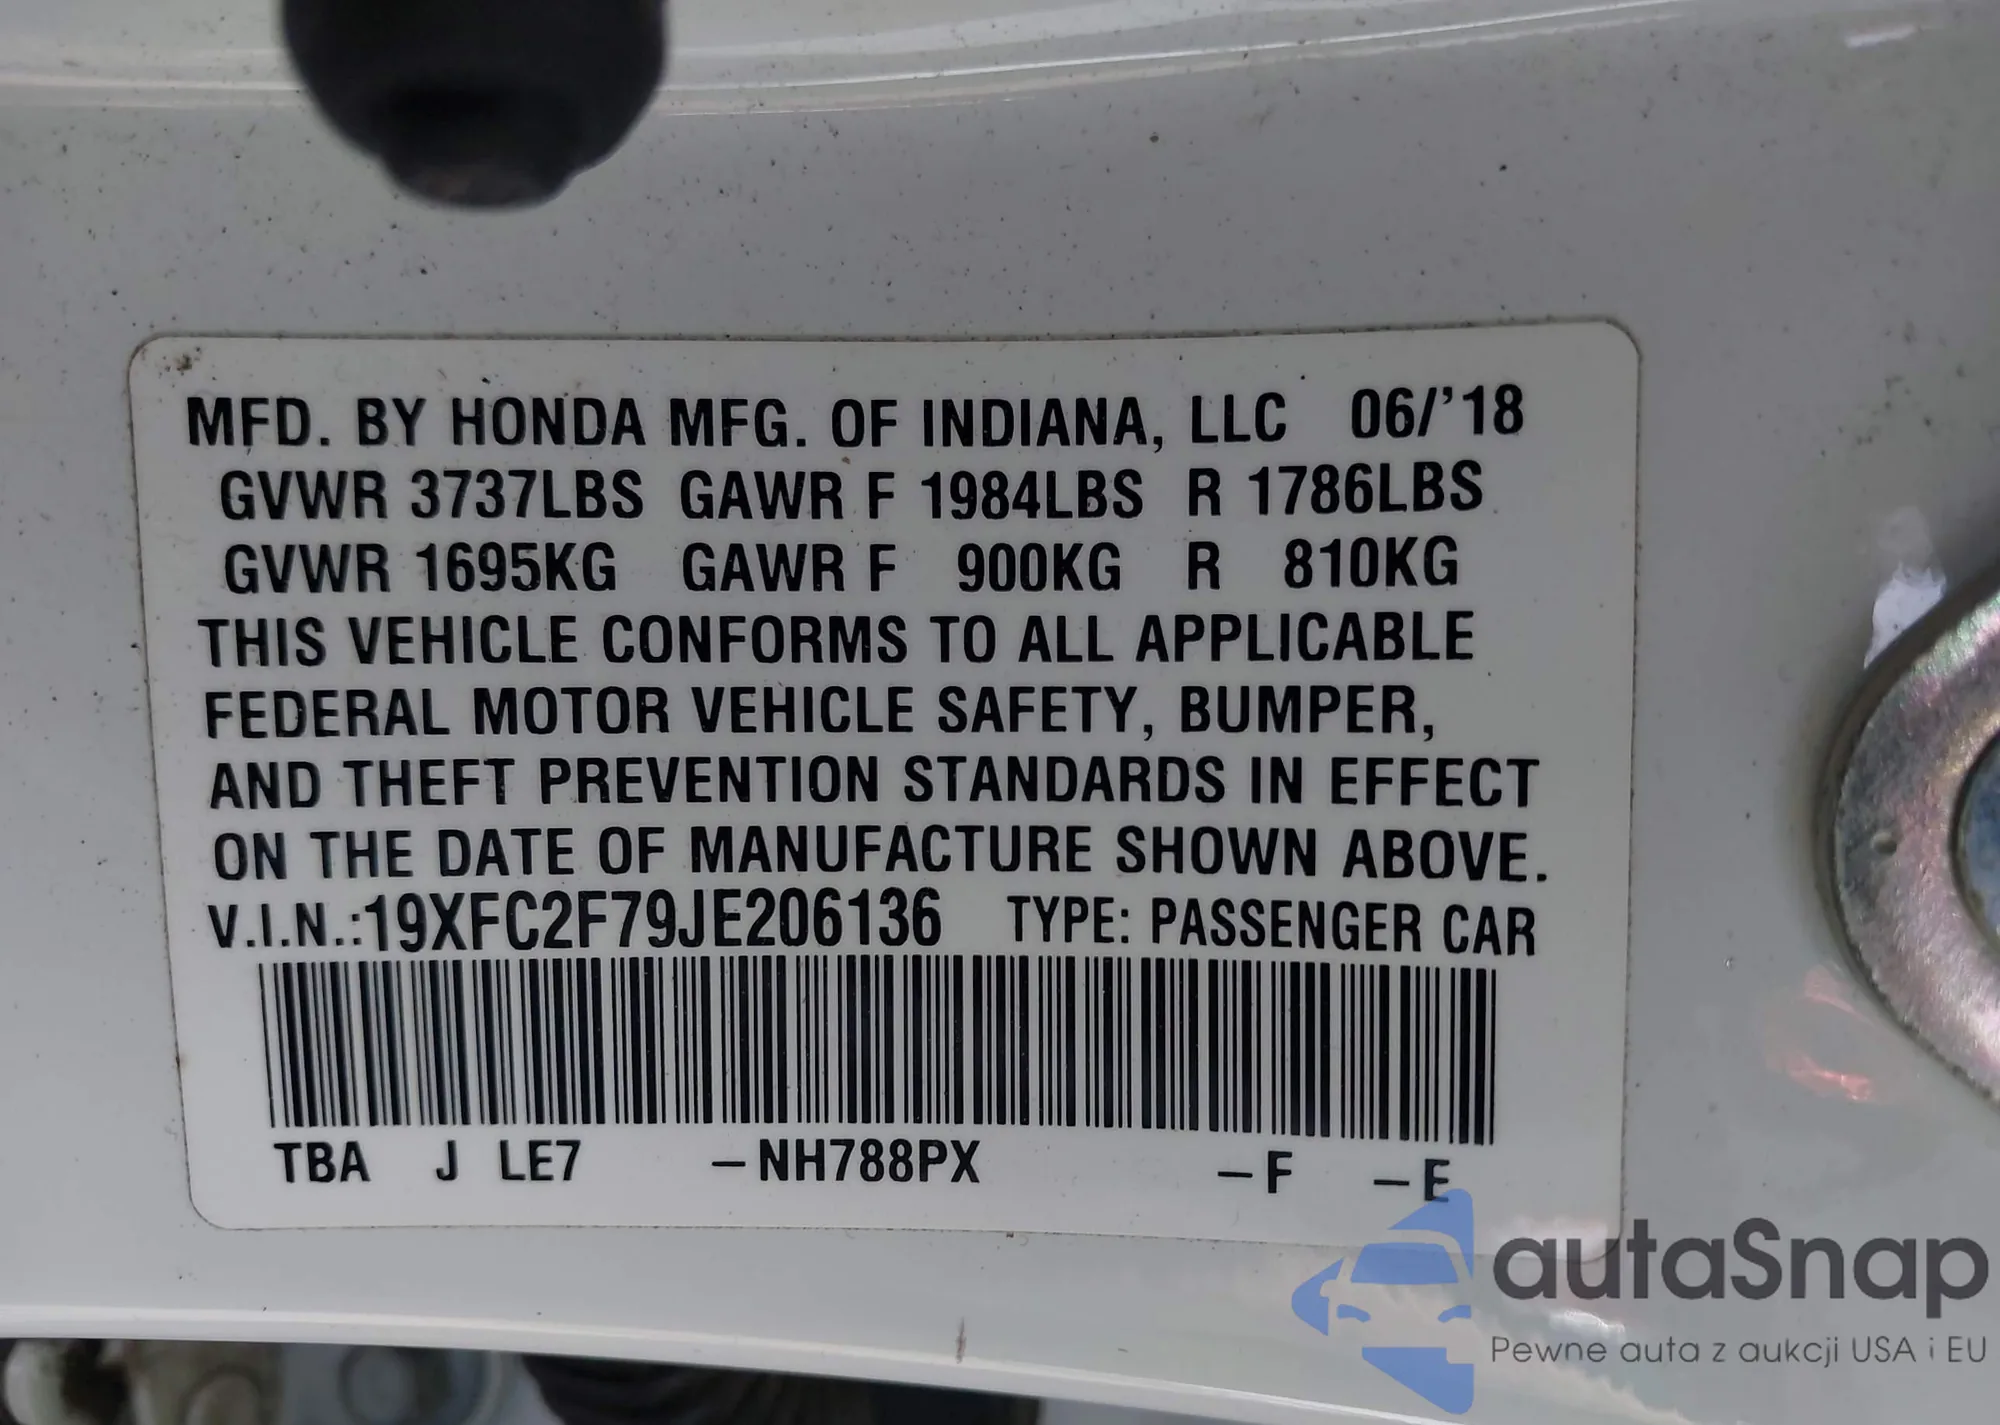 MFD. BY HONDA MFG. OF INDIANA, LLC 06/'18
GVWR 3737LBS GAWR F 1984LBS R 1786LBS
GVWR 1695KG GAWR F 900KG R 810KG
THIS VEHICLE CONFORMS TO ALL APPLICABLE
FEDERAL MOTOR VEHICLE SAFETY, BUMPER,
AND THEFT PREVENTION STANDARDS IN EFFECT
ON THE DATE OF MANUFACTURE SHOWN ABOVE.
V.I.N.:19XFC2F79JE206136 TYPE: PASSENGER CAR
TBA J LE7 –NH788PX –F –E
autaSnap
Pewne auta z aukcji USA i EU